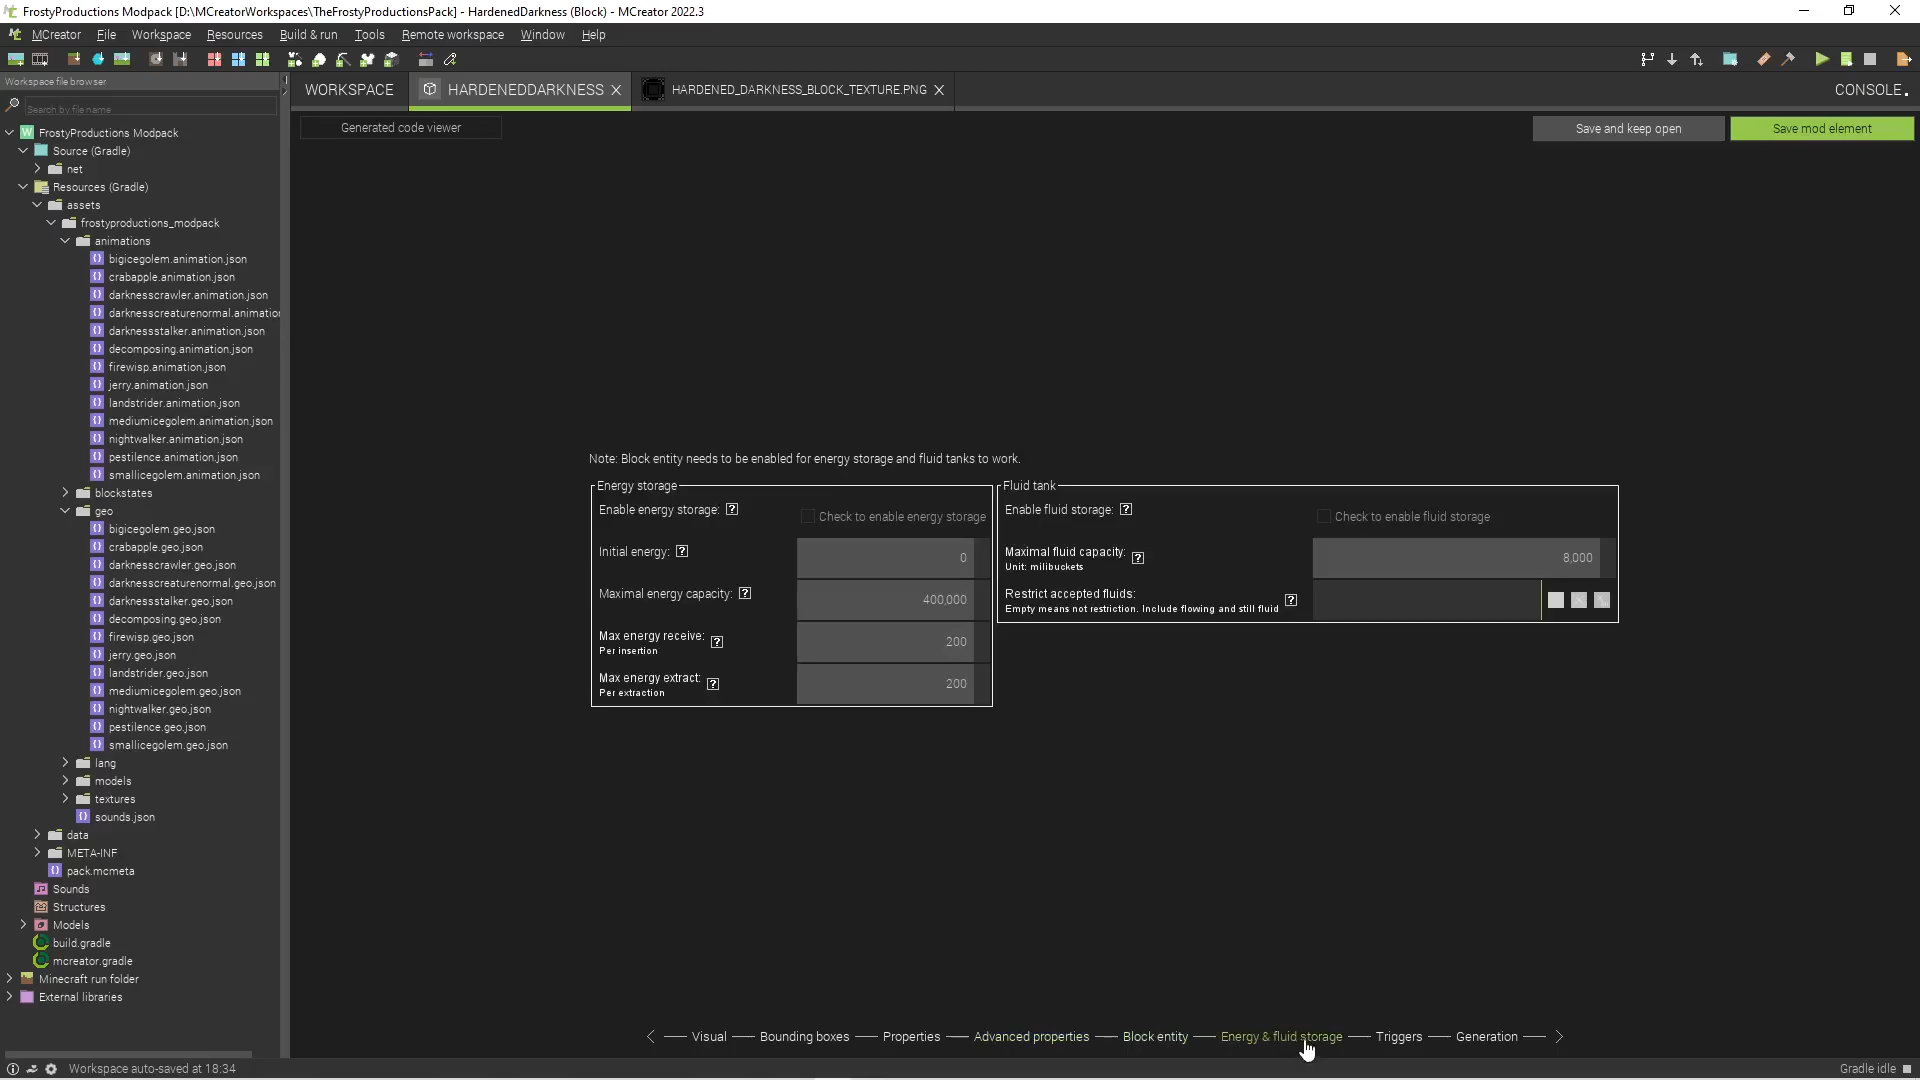 FrostyProductions Modpack [D:\MCreatorWorkspaces\TheFrostyProductionsPack] - HardenedDarkness (Block) - MCreator 2022.3
MCreator File Workspace Resources Build & run Tools Remote workspace Window Help
Workspace file browser
Search by file name
FrostyProductions Modpack
Source (Gradle)
net
Resources (Gradle)
assets
frostyproductions_modpack
animations
bigicegolem.animation.json
crabapple.animation.json
darknesscrawler.animation.json
darknesscreaturenormal.animatio
darknessstalker.animation.json
decomposing.animation.json
firewisp.animation.json
jerry.animation.json
landstrider.animation.json
mediumicegolem.animation.json
nightwalker.animation.json
pestilence.animation.json
smallicegolem.animation.json
blockstates
geo
bigicegolem.geo.json
crabapple.geo.json
darknesscrawler.geo.json
darknesscreaturenormal.geo.json
darknessstalker.geo.json
decomposing.geo.json
firewisp.geo.json
jerry.geo.json
landstrider.geo.json
mediumicegolem.geo.json
nightwalker.geo.json
pestilence.geo.json
smallicegolem.geo.json
lang
models
textures
sounds.json
data
META-INF
pack.mcmeta
Sounds
Structures
Models
build.gradle
mcreator.gradle
Minecraft run folder
External libraries
WORKSPACE HARDENEDDARKNESS HARDENED_DARKNESS_BLOCK_TEXTURE.PNG CONSOLE
Generated code viewer Save and keep open Save mod element
Note: Block entity needs to be enabled for energy storage and fluid tanks to work.
Energy storage
Enable energy storage: ? Check to enable energy storage
Initial energy: ? 0
Maximal energy capacity: ? 400,000
Max energy receive: ? 200
Per insertion
Max energy extract: ? 200
Per extraction
Fluid tank
Enable fluid storage: ? Check to enable fluid storage
Maximal fluid capacity: ? 8,000
Unit: milibuckets
Restrict accepted fluids: ?
Empty means not restriction. Include flowing and still fluid
Visual Bounding boxes Properties Advanced properties Block entity Energy & fluid storage Triggers Generation
Workspace auto-saved at 18:34 Gradle idle